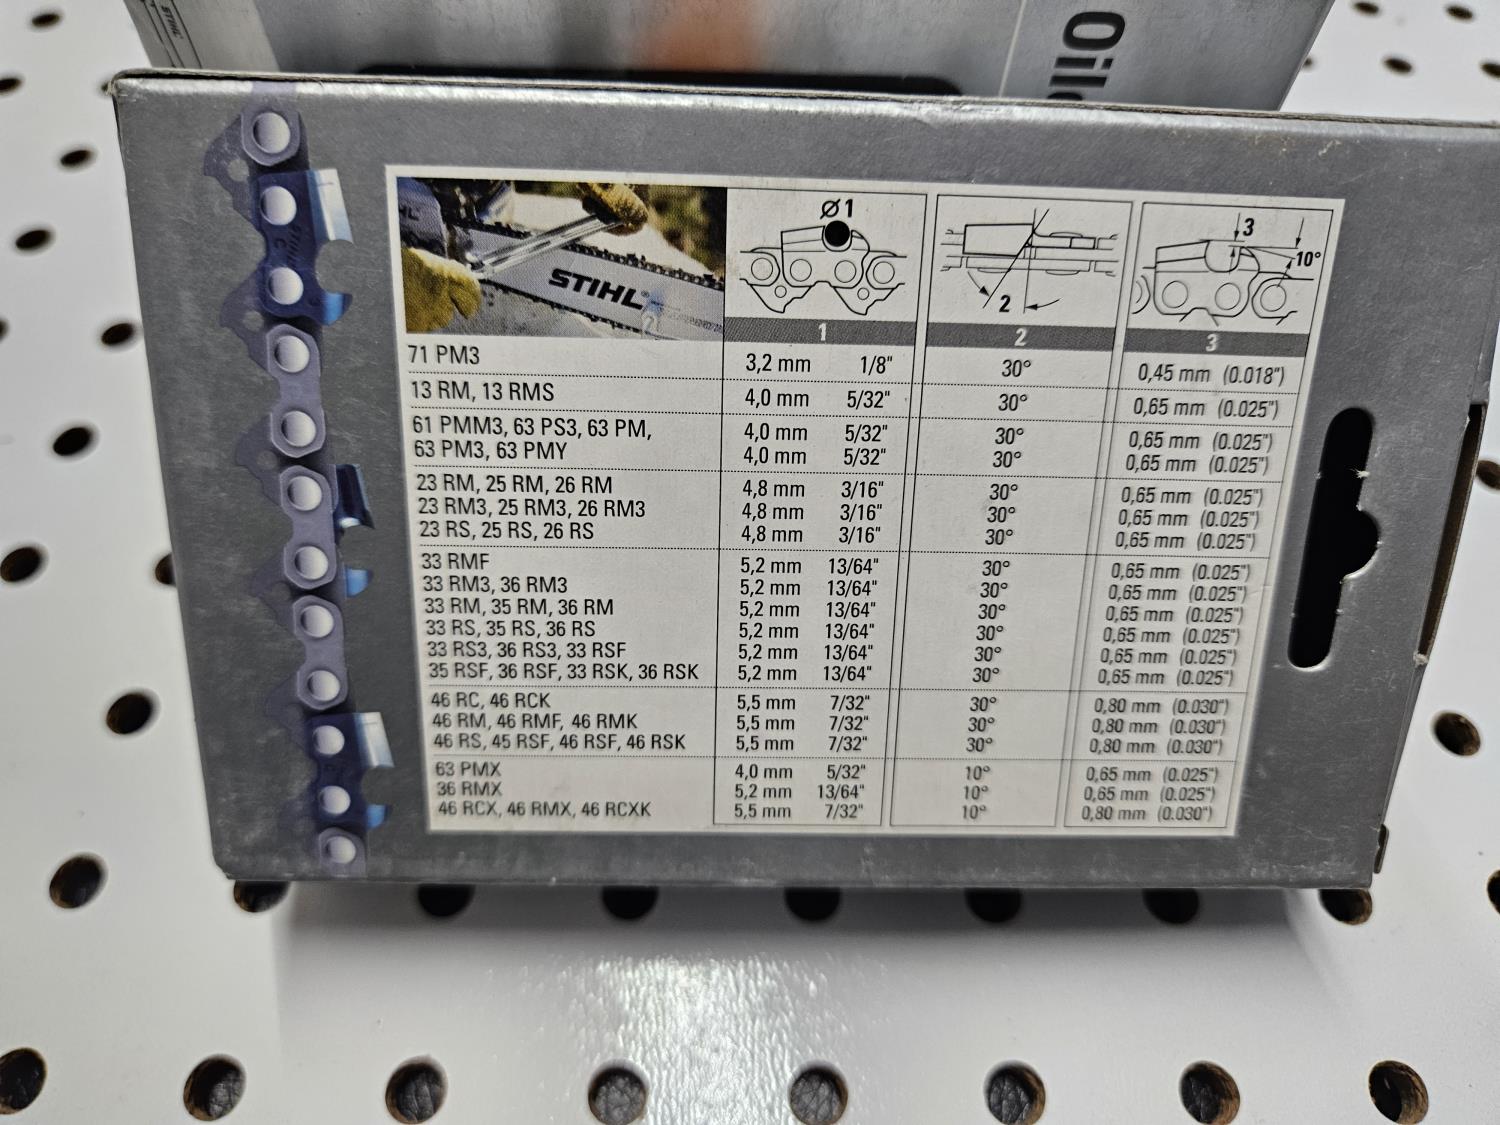 STIHL
Oil
STIHL
Ø1
2
3
10°
1
2
3
71 PM3 3,2 mm 1/8" 30° 0,45 mm (0.018")
13 RM, 13 RMS 4,0 mm 5/32" 30° 0,65 mm (0.025")
61 PMM3, 63 PS3, 63 PM, 4,0 mm 5/32" 30° 0,65 mm (0.025")
63 PM3, 63 PMY 4,0 mm 5/32" 30° 0,65 mm (0.025")
23 RM, 25 RM, 26 RM 4,8 mm 3/16" 30° 0,65 mm (0.025")
23 RM3, 25 RM3, 26 RM3 4,8 mm 3/16" 30° 0,65 mm (0.025")
23 RS, 25 RS, 26 RS 4,8 mm 3/16" 30° 0,65 mm (0.025")
33 RMF 5,2 mm 13/64" 30° 0,65 mm (0.025")
33 RM3, 36 RM3 5,2 mm 13/64" 30° 0,65 mm (0.025")
33 RM, 35 RM, 36 RM 5,2 mm 13/64" 30° 0,65 mm (0.025")
33 RS, 35 RS, 36 RS 5,2 mm 13/64" 30° 0,65 mm (0.025")
33 RS3, 36 RS3, 33 RSF 5,2 mm 13/64" 30° 0,65 mm (0.025")
35 RSF, 36 RSF, 33 RSK, 36 RSK 5,2 mm 13/64" 30° 0,65 mm (0.025")
46 RC, 46 RCK 5,5 mm 7/32" 30° 0,80 mm (0.030")
46 RM, 46 RMF, 46 RMK 5,5 mm 7/32" 30° 0,80 mm (0.030")
46 RS, 45 RSF, 46 RSF, 46 RSK 5,5 mm 7/32" 30° 0,80 mm (0.030")
63 PMX 4,0 mm 5/32" 10° 0,65 mm (0.025")
36 RMX 5,2 mm 13/64" 10° 0,65 mm (0.025")
46 RCX, 46 RMX, 46 RCXK 5,5 mm 7/32" 10° 0,80 mm (0.030")